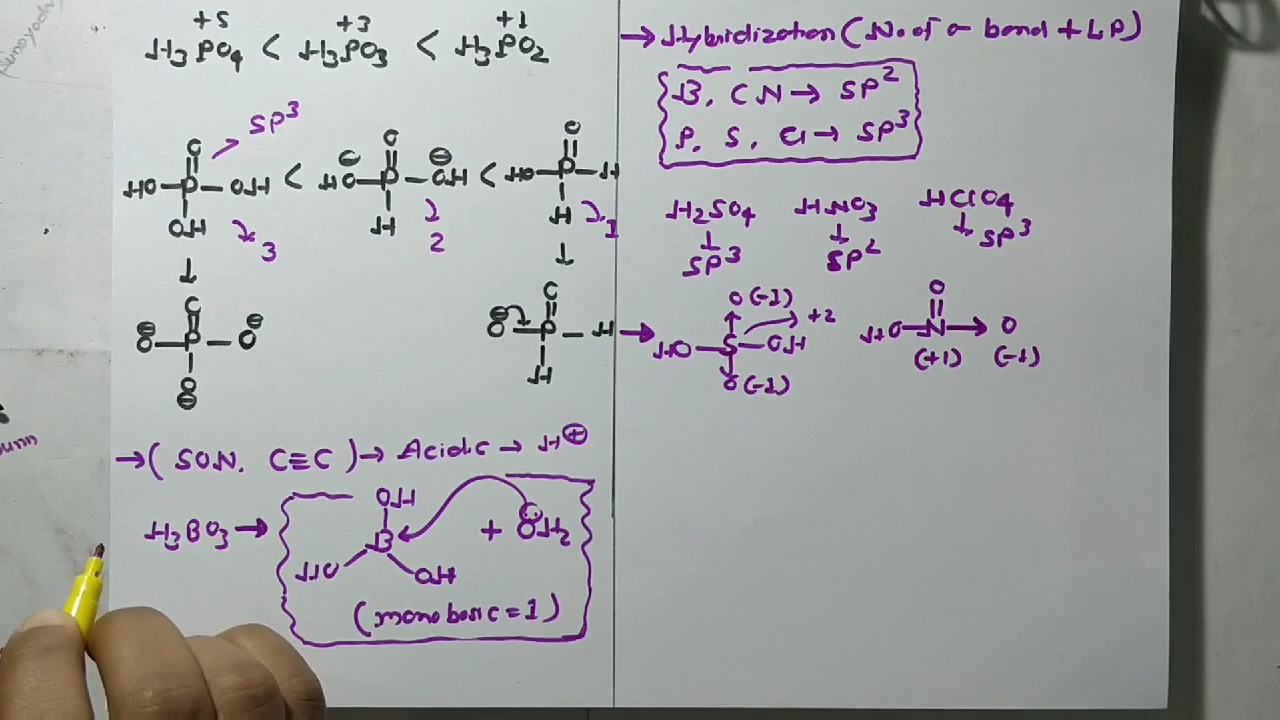 +5 +3 +1
H3PO4 < H3PO3 < H3PO2
SP3
O
HO-P-OH
OH
3
<
O
HO-P-OH
⊖ ⊖
H
2
<
O
HO-P-H
H
1
O
⊖O-P-O⊖
O⊖
O
⊖O-P-H
H
→(SON, C≡C)→ Acidic → H⊕
H3BO3 →
OH
B
HO OH
+ OH2
(monobasic = 1)
→ Hybridization (No. of σ bond + LP)
B, C N → SP2
P, S, Cl → SP3
H2SO4 HNO3 HClO4
↓ ↓ ↓
SP3 SP2 SP3
O(-1)
+2
HO-S-OH
O(-1)
O
HO-N→O
(+1) (-1)